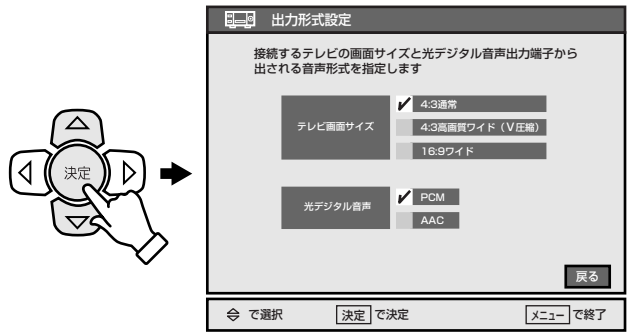 出力形式設定
接続するテレビの画面サイズと光デジタル音声出力端子から
出される音声形式を指定します
テレビ画面サイズ
4:3通常
4:3高画質ワイド（V圧縮）
16:9ワイド
決定
光デジタル音声
PCM
AAC
戻る
で選択 決定 で決定 メニュー で終了